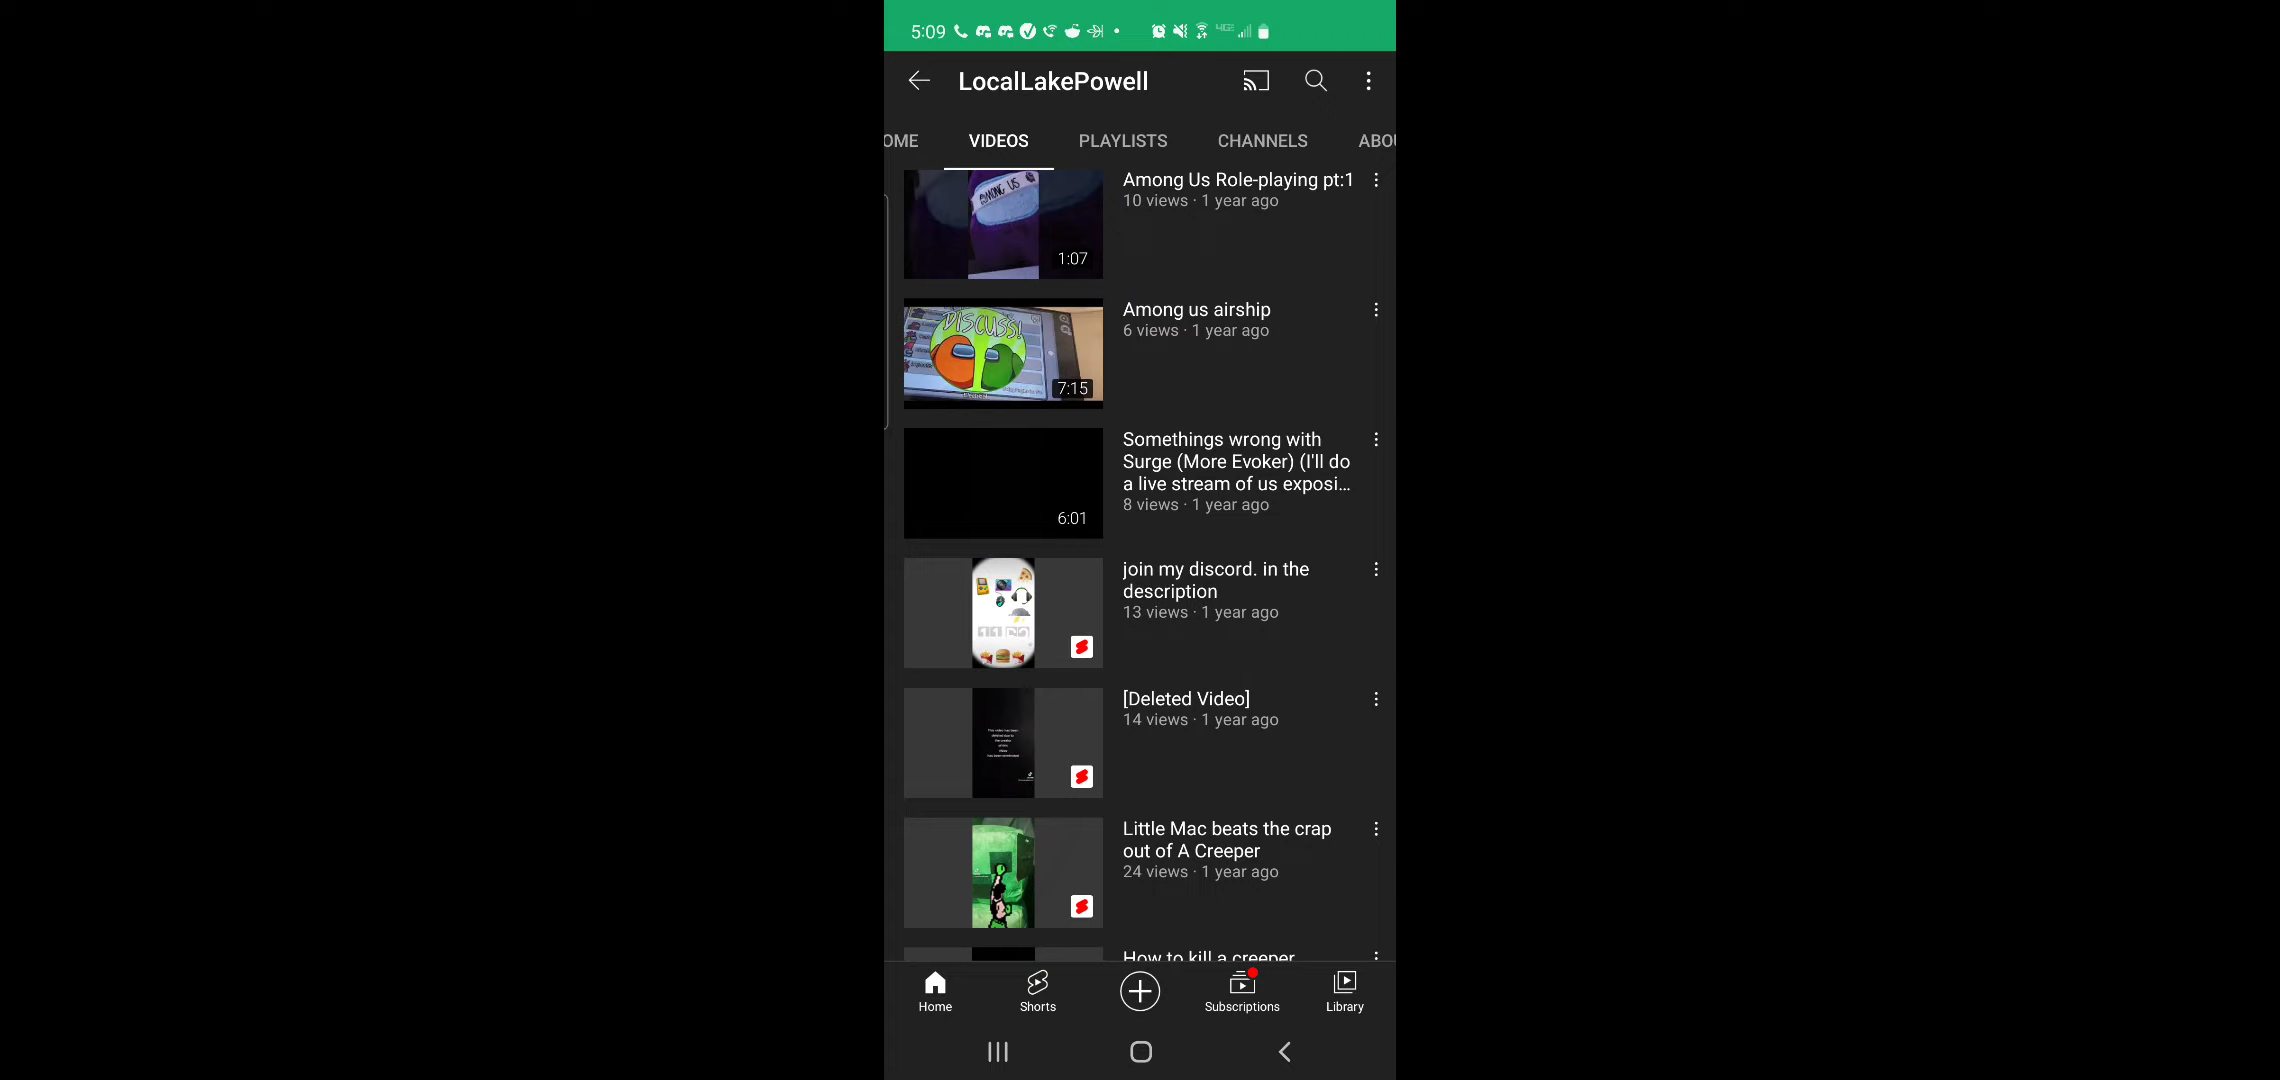 5:09
LocalLakePowell
OME VIDEOS PLAYLISTS CHANNELS ABOU
AMONG US
Among Us Role-playing pt:1
10 views · 1 year ago
1:07
DISCUSS!
Among us airship
6 views · 1 year ago
7:15
Somethings wrong with
Surge (More Evoker) (I'll do
a live stream of us exposi...
8 views · 1 year ago
6:01
join my discord. in the
description
13 views · 1 year ago
[Deleted Video]
14 views · 1 year ago
Little Mac beats the crap
out of A Creeper
24 views · 1 year ago
How to kill a creeper
Home Shorts Subscriptions Library